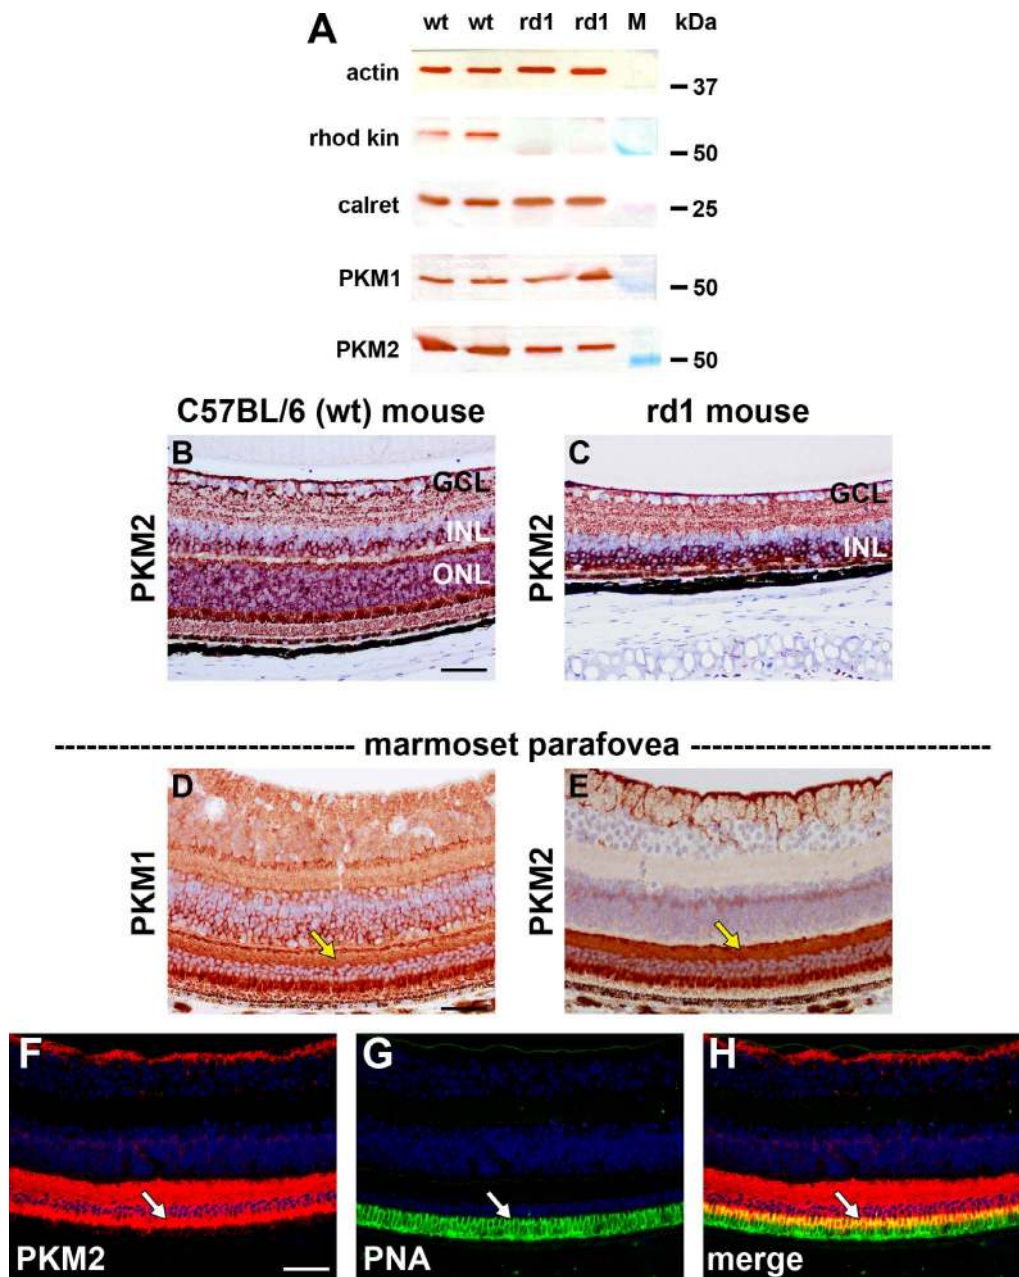 A
wt wt rd1 rd1 M kDa
actin
37
rhod kin
50
calret
25
PKM1
50
PKM2
50
C57BL/6 (wt) mouse
rd1 mouse
B
GCL
INL
ONL
PKM2
C
GCL
INL
PKM2
marmoset parafovea
D
PKM1
E
PKM2
F
PKM2
G
PNA
H
merge